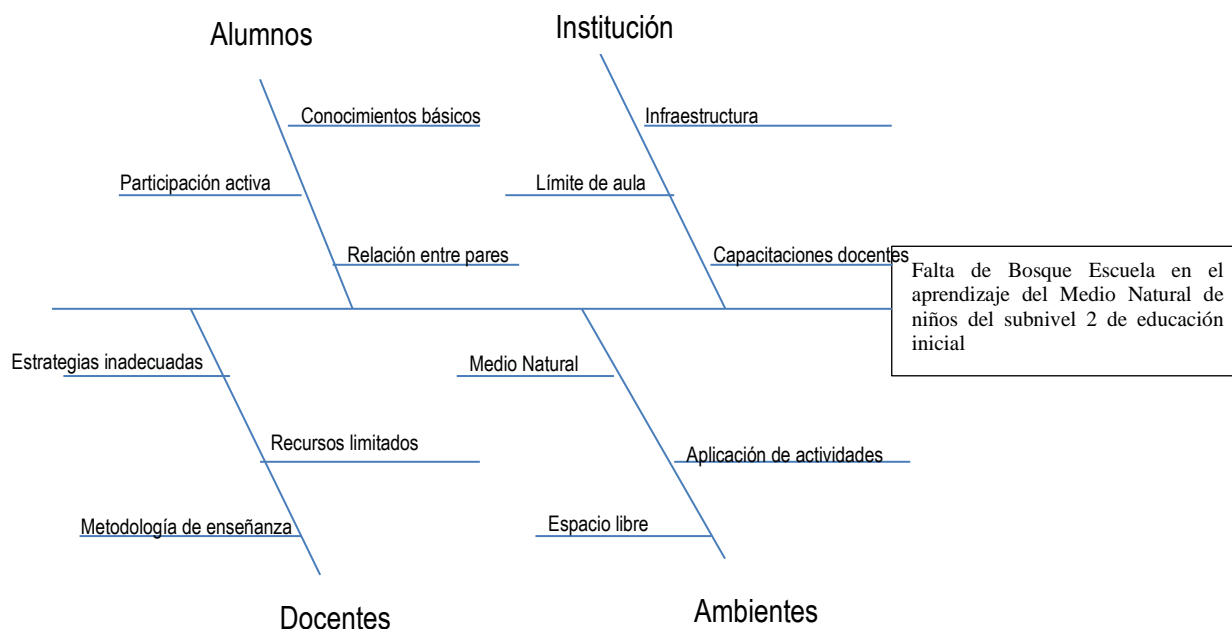 Alumnos
Institución
Conocimientos básicos
Infraestructura
Participación activa
Límite de aula
Relación entre pares
Capacitaciones docentes
Falta de Bosque Escuela en el
aprendizaje del Medio Natural de
niños del subnivel 2 de educación
inicial
Estrategias inadecuadas
Medio Natural
Recursos limitados
Aplicación de actividades
Metodología de enseñanza
Espacio libre
Docentes
Ambientes